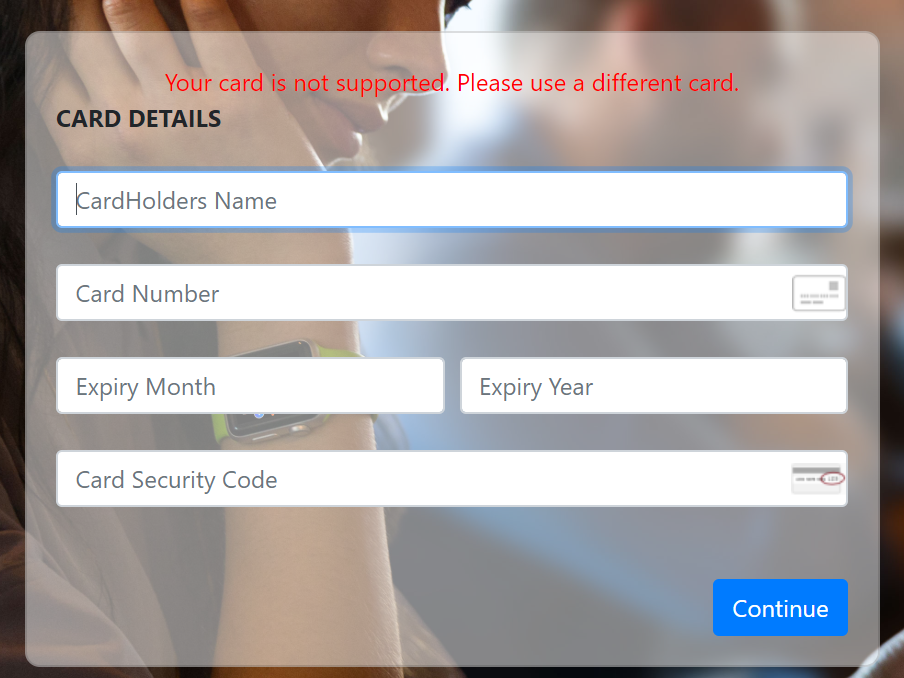 Your card is not supported. Please use a different card.
CARD DETAILS
CardHolders Name
Card Number
Expiry Month
Expiry Year
Card Security Code
Continue